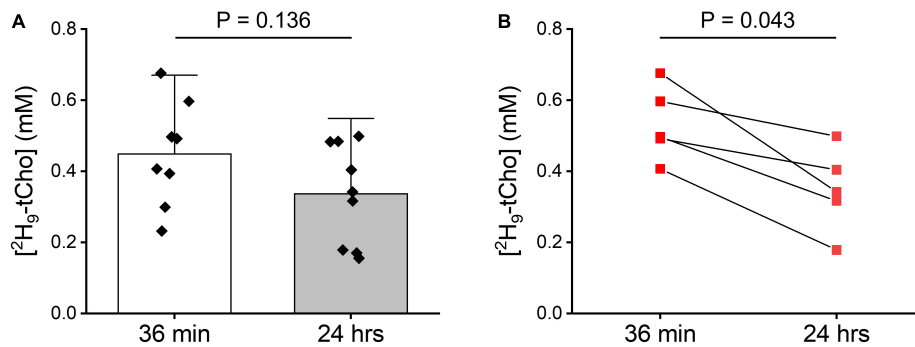 A
P = 0.136
[²H₉-tCho] (mM)
0.8
0.6
0.4
0.2
0.0
36 min
24 hrs
B
P = 0.043
[²H₉-tCho] (mM)
0.8
0.6
0.4
0.2
0.0
36 min
24 hrs